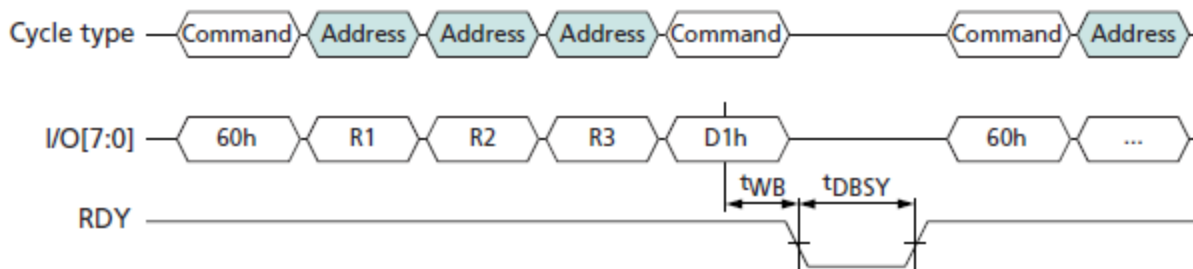 Cycle type Command Address Address Address Command Command Address
I/O[7:0] 60h R1 R2 R3 D1h 60h ...
tWB tDBSY
RDY